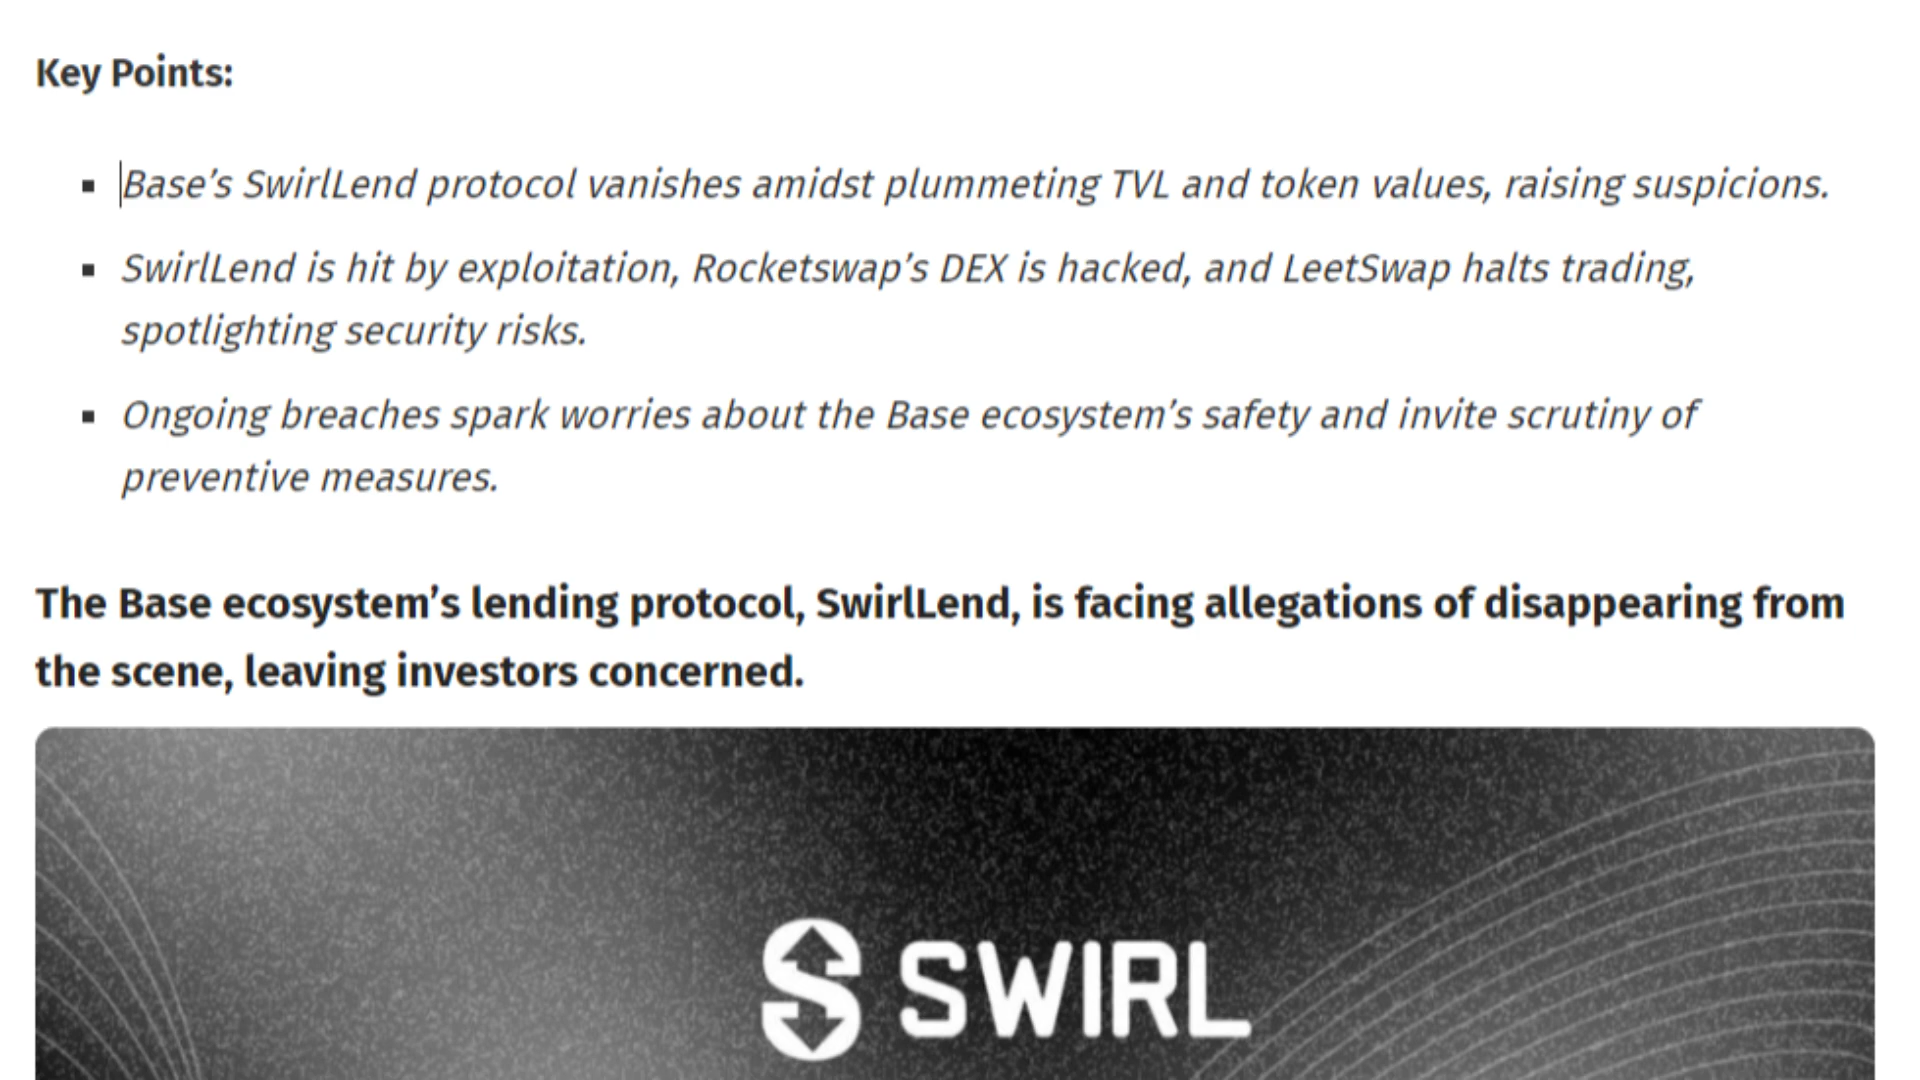 Key Points:
Base’s SwirlLend protocol vanishes amidst plummeting TVL and token values, raising suspicions.
SwirlLend is hit by exploitation, Rocketswap’s DEX is hacked, and LeetSwap halts trading,
spotlighting security risks.
Ongoing breaches spark worries about the Base ecosystem’s safety and invite scrutiny of
preventive measures.
The Base ecosystem’s lending protocol, SwirlLend, is facing allegations of disappearing from
the scene, leaving investors concerned.
SWIRL